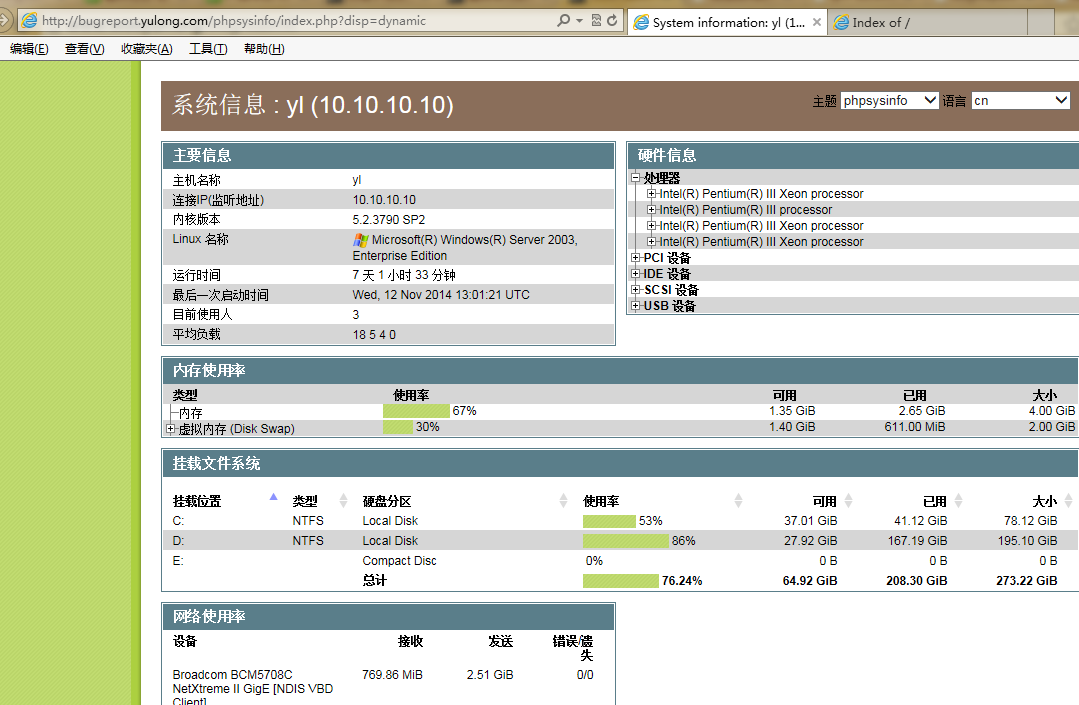 http://bugreport.yulong.com/phpsysinfo/index.php?disp=dynamic
System information: yl (1...
Index of /
编辑(E) 查看(V) 收藏夹(A) 工具(T) 帮助(H)
系统信息 : yl (10.10.10.10)
主题 phpsysinfo 语言 cn
主要信息
主机名称 yl
连接IP(监听地址) 10.10.10.10
内核版本 5.2.3790 SP2
Linux 名称 Microsoft(R) Windows(R) Server 2003,
Enterprise Edition
运行时间 7 天 1 小时 33 分钟
最后一次启动时间 Wed, 12 Nov 2014 13:01:21 UTC
目前使用人 3
平均负载 18 5 4 0
硬件信息
处理器
Intel(R) Pentium(R) III Xeon processor
Intel(R) Pentium(R) III processor
Intel(R) Pentium(R) III Xeon processor
Intel(R) Pentium(R) III Xeon processor
PCI 设备
IDE 设备
SCSI 设备
USB 设备
内存使用率
类型 使用率 可用 已用 大小
内存 67% 1.35 GiB 2.65 GiB 4.00 GiB
虚拟内存 (Disk Swap) 30% 1.40 GiB 611.00 MiB 2.00 GiB
挂载文件系统
挂载位置 类型 硬盘分区 使用率 可用 已用 大小
C: NTFS Local Disk 53% 37.01 GiB 41.12 GiB 78.12 GiB
D: NTFS Local Disk 86% 27.92 GiB 167.19 GiB 195.10 GiB
E: Compact Disc 0% 0 B 0 B 0 B
总计 76.24% 64.92 GiB 208.30 GiB 273.22 GiB
网络使用率
设备 接收 发送 错误/遗
失
Broadcom BCM5708C 769.86 MiB 2.51 GiB 0/0
NetXtreme II GigE [NDIS VBD
Client]